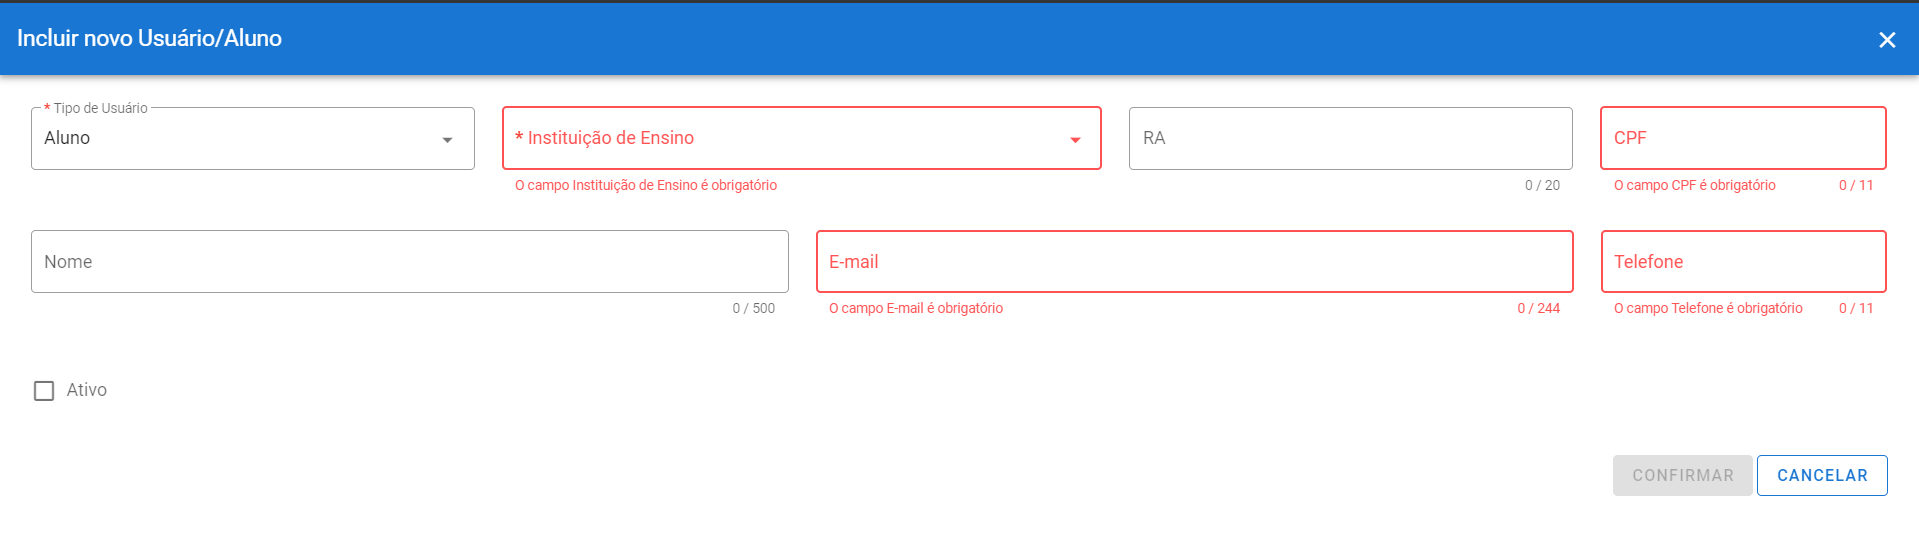 Incluir novo Usuário/Aluno
* Tipo de Usuário
Aluno
* Instituição de Ensino
RA
CPF
O campo Instituição de Ensino é obrigatório
0 / 20
O campo CPF é obrigatório
0 / 11
Nome
E-mail
Telefone
0 / 500
O campo E-mail é obrigatório
0 / 244
O campo Telefone é obrigatório
0 / 11
Ativo
CONFIRMAR
CANCELAR